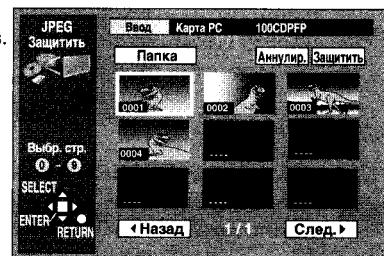 JPEG
Защитить
Ввод Карта PC 100CDPFP
Папка Аннулир. Защитить
0001 0002 0003
0004 ---- ----
---- ---- ----
Выбр. стр.
0 - 9
SELECT
ENTER
RETURN
Назад 1/1 След.